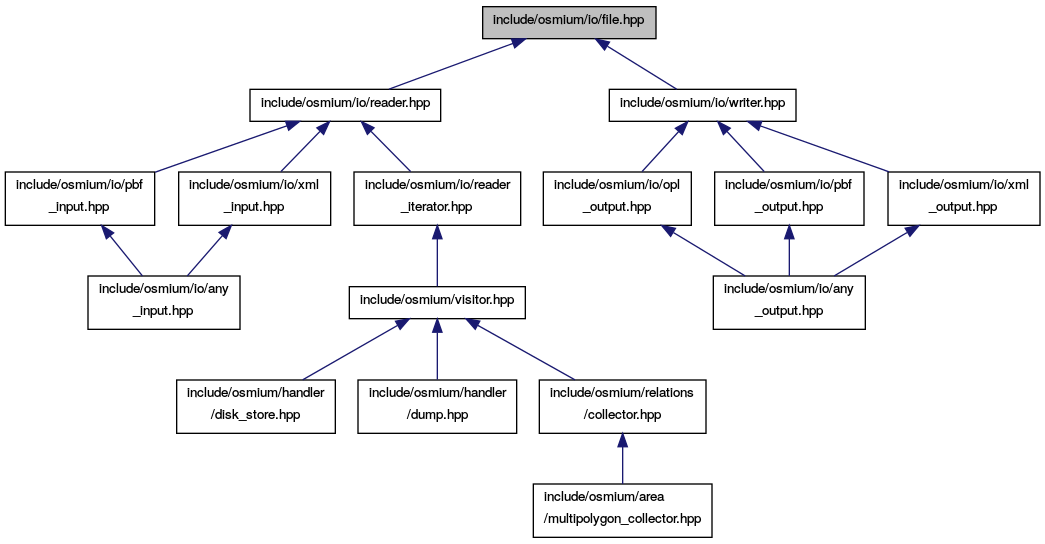 include/osmium/io/file.hpp
include/osmium/io/reader.hpp
include/osmium/io/writer.hpp
include/osmium/io/pbf
_input.hpp
include/osmium/io/xml
_input.hpp
include/osmium/io/reader
_iterator.hpp
include/osmium/io/opl
_output.hpp
include/osmium/io/pbf
_output.hpp
include/osmium/io/xml
_output.hpp
include/osmium/io/any
_input.hpp
include/osmium/visitor.hpp
include/osmium/io/any
_output.hpp
include/osmium/handler
/disk_store.hpp
include/osmium/handler
/dump.hpp
include/osmium/relations
/collector.hpp
include/osmium/area
/multipolygon_collector.hpp